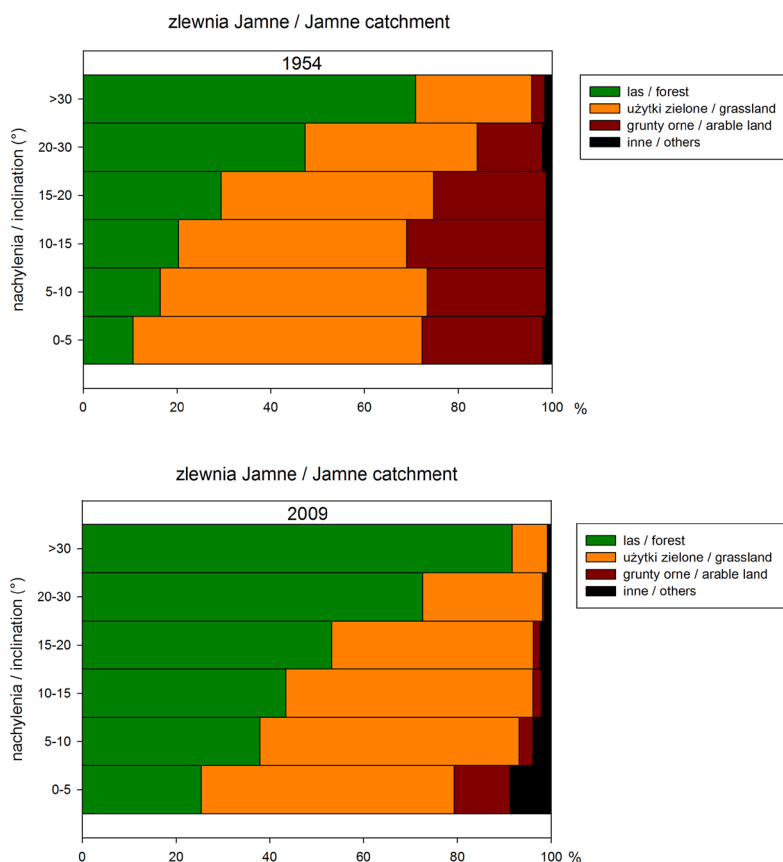 zlewnia Jamne / Jamne catchment
1954
>30
20-30
15-20
10-15
5-10
0-5
nachylenia / inclination (°)
0 20 40 60 80 100 %
las / forest
użytki zielone / grassland
grunty orne / arable land
inne / others
zlewnia Jamne / Jamne catchment
2009
>30
20-30
15-20
10-15
5-10
0-5
nachylenia / inclination (°)
0 20 40 60 80 100 %
las / forest
użytki zielone / grassland
grunty orne / arable land
inne / others